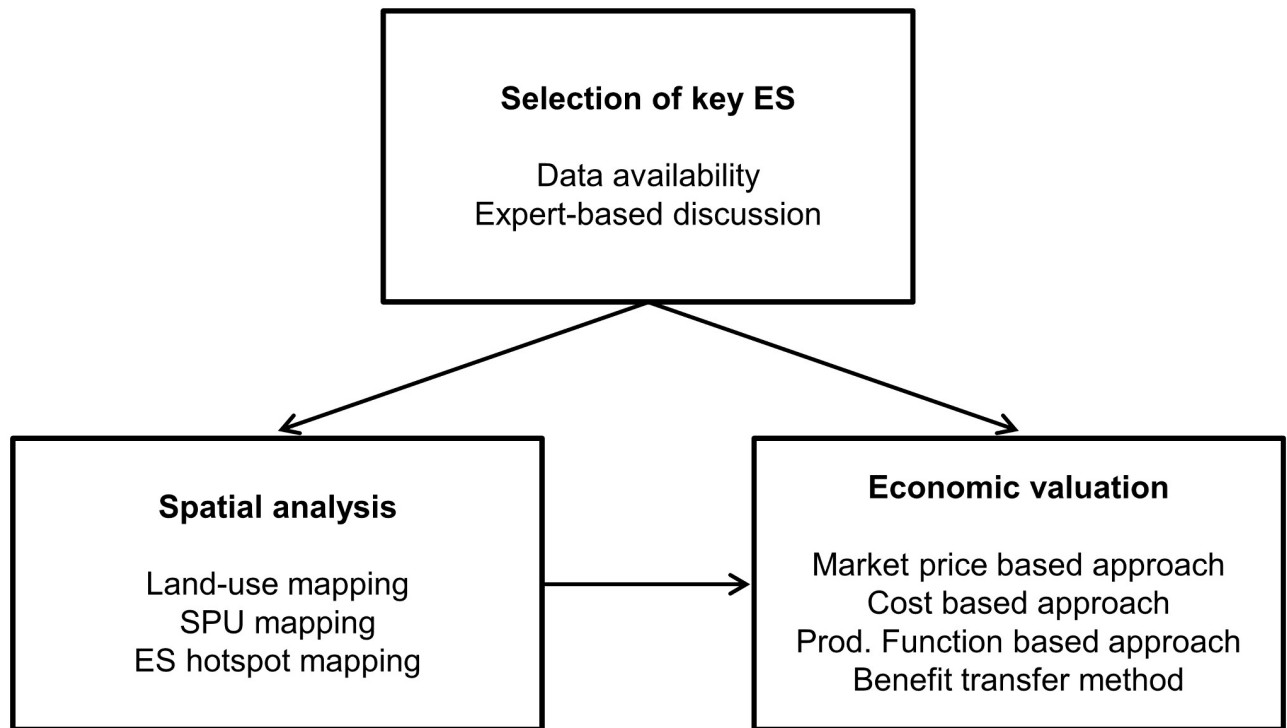 Selection of key ES
Data availability
Expert-based discussion
Spatial analysis
Land-use mapping
SPU mapping
ES hotspot mapping
Economic valuation
Market price based approach
Cost based approach
Prod. Function based approach
Benefit transfer method